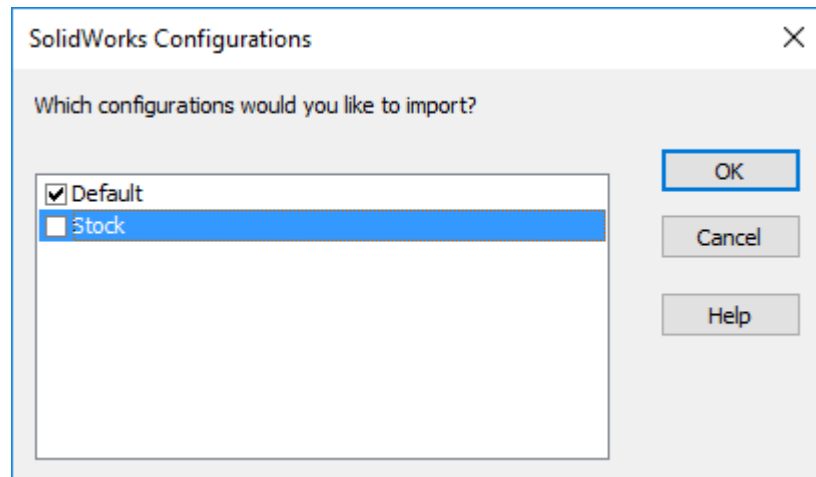 SolidWorks Configurations
Which configurations would you like to import?
Default
Stock
OK
Cancel
Help